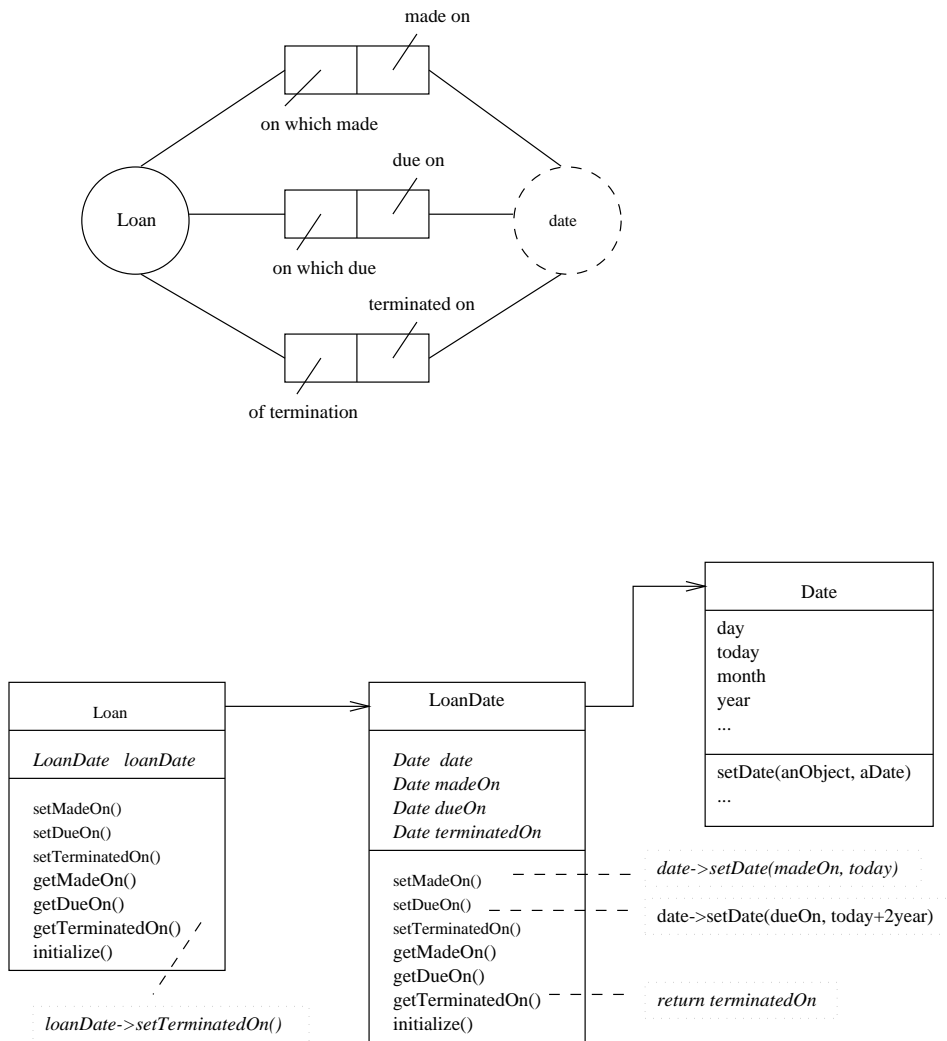 made on
on which made
due on
Loan
date
on which due
terminated on
of termination
Date
day
today
month
year
...
setDate(anObject, aDate)
...
Loan
LoanDate loanDate
setMadeOn()
setDueOn()
setTerminatedOn()
getMadeOn()
getDueOn()
getTerminatedOn()
initialize()
loanDate->setTerminatedOn()
LoanDate
Date date
Date madeOn
Date dueOn
Date terminatedOn
setMadeOn()
setDueOn()
setTerminatedOn()
getMadeOn()
getDueOn()
getTerminatedOn()
initialize()
date->setDate(madeOn, today)
date->setDate(dueOn, today+2year)
return terminatedOn